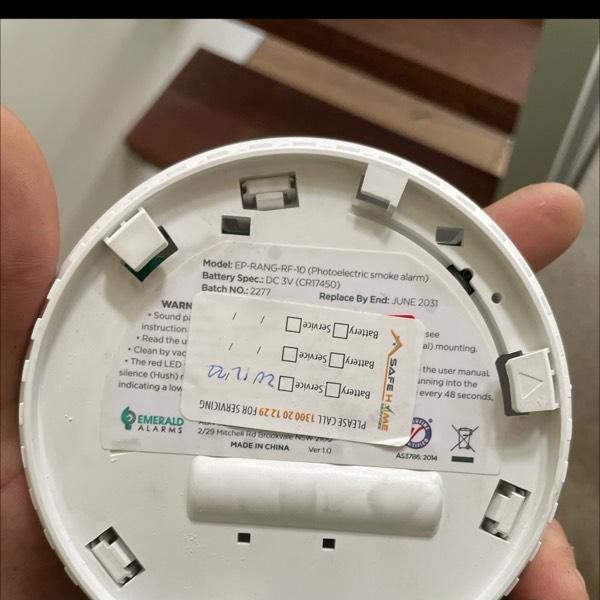 Model: EP-RANG-RF-10 (Photoelectric smoke alarm)
Battery Spec.: DC 3V (CR17450)
Batch NO.: 2277
Replace By End: JUNE 2031
WARN
• Sound pa
see
instruction
al) mounting.
• Read the u
the user manual
• Clean by vac
• The red LED
nning into the
silence (Hush) r
every 48 seconds,
indicating a low
EMERALD
ALARMS
2/29 Mitchell Rd Brookvale NSW 2100
MADE IN CHINA
Ver 1.0
AS3786: 2014
SAFE HOME
PLEASE CALL 1300 20 12 29 FOR SERVICING
Battery Service
Battery Service / /
Battery Service / /